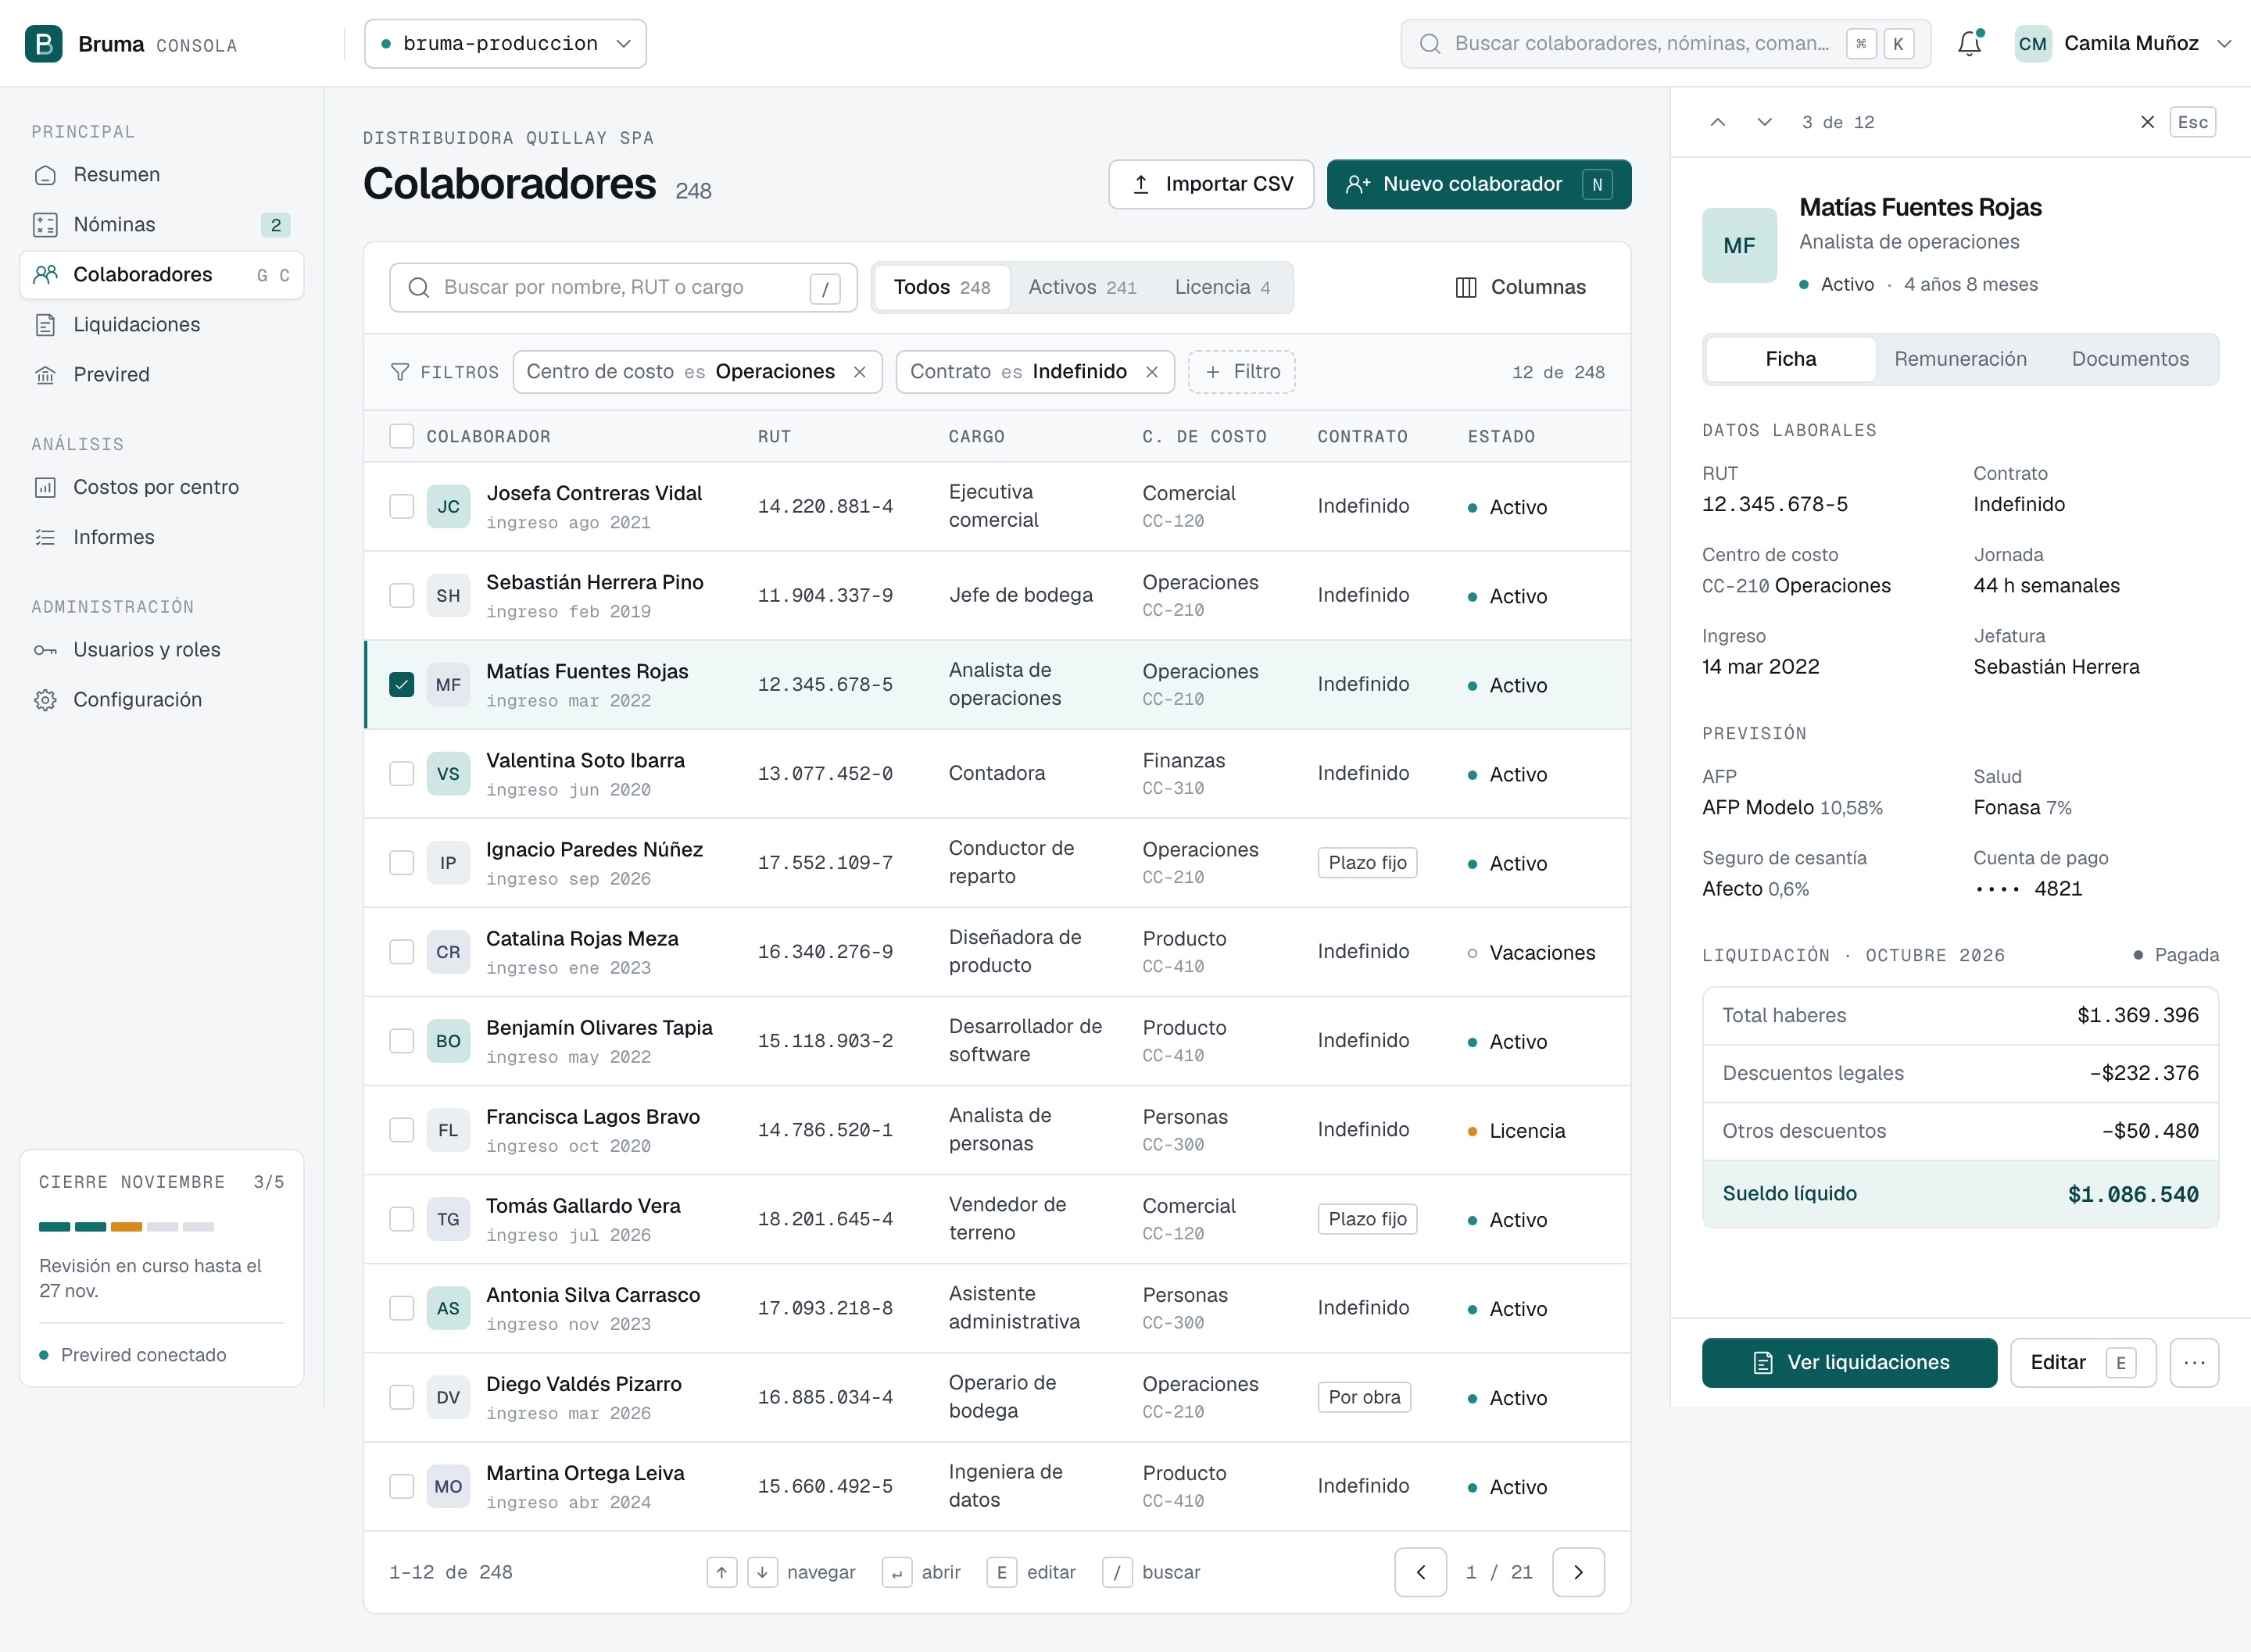 B Bruma CONSOLA
bruma-produccion
Buscar colaboradores, nóminas, coman… ⌘ K
CM Camila Muñoz
PRINCIPAL
Resumen
Nóminas 2
Colaboradores G C
Liquidaciones
Previred
ANÁLISIS
Costos por centro
Informes
ADMINISTRACIÓN
Usuarios y roles
Configuración
CIERRE NOVIEMBRE 3/5
Revisión en curso hasta el
27 nov.
Previred conectado
DISTRIBUIDORA QUILLAY SPA
Colaboradores 248
Importar CSV
Nuevo colaborador N
Buscar por nombre, RUT o cargo /
Todos 248 Activos 241 Licencia 4
Columnas
FILTROS Centro de costo es Operaciones × Contrato es Indefinido × + Filtro 12 de 248
COLABORADOR RUT CARGO C. DE COSTO CONTRATO ESTADO
JC Josefa Contreras Vidal 14.220.881-4 Ejecutiva Comercial Indefinido Activo
ingreso ago 2021 comercial CC-120
SH Sebastián Herrera Pino 11.904.337-9 Jefe de bodega Operaciones Indefinido Activo
ingreso feb 2019 CC-210
MF Matías Fuentes Rojas 12.345.678-5 Analista de Operaciones Indefinido Activo
ingreso mar 2022 operaciones CC-210
VS Valentina Soto Ibarra 13.077.452-0 Contadora Finanzas Indefinido Activo
ingreso jun 2020 CC-310
IP Ignacio Paredes Núñez 17.552.109-7 Conductor de Operaciones Plazo fijo Activo
ingreso sep 2026 reparto CC-210
CR Catalina Rojas Meza 16.340.276-9 Diseñadora de Producto Indefinido Vacaciones
ingreso ene 2023 producto CC-410
BO Benjamín Olivares Tapia 15.118.903-2 Desarrollador de Producto Indefinido Activo
ingreso may 2022 software CC-410
FL Francisca Lagos Bravo 14.786.520-1 Analista de Personas Indefinido Licencia
ingreso oct 2020 personas CC-300
TG Tomás Gallardo Vera 18.201.645-4 Vendedor de Comercial Plazo fijo Activo
ingreso jul 2026 terreno CC-120
AS Antonia Silva Carrasco 17.093.218-8 Asistente Personas Indefinido Activo
ingreso nov 2023 administrativa CC-300
DV Diego Valdés Pizarro 16.885.034-4 Operario de Operaciones Por obra Activo
ingreso mar 2026 bodega CC-210
MO Martina Ortega Leiva 15.660.492-5 Ingeniera de Producto Indefinido Activo
ingreso abr 2024 datos CC-410
1-12 de 248 ↑ ↓ navegar ↵ abrir E editar / buscar 1 / 21
3 de 12 × Esc
MF Matías Fuentes Rojas
Analista de operaciones
Activo · 4 años 8 meses
Ficha Remuneración Documentos
DATOS LABORALES
RUT Contrato
12.345.678-5 Indefinido
Centro de costo Jornada
CC-210 Operaciones 44 h semanales
Ingreso Jefatura
14 mar 2022 Sebastián Herrera
PREVISIÓN
AFP Salud
AFP Modelo 10,58% Fonasa 7%
Seguro de cesantía Cuenta de pago
Afecto 0,6% •••• 4821
LIQUIDACIÓN · OCTUBRE 2026 Pagada
Total haberes $1.369.396
Descuentos legales −$232.376
Otros descuentos −$50.480
Sueldo líquido $1.086.540
Ver liquidaciones Editar E ···